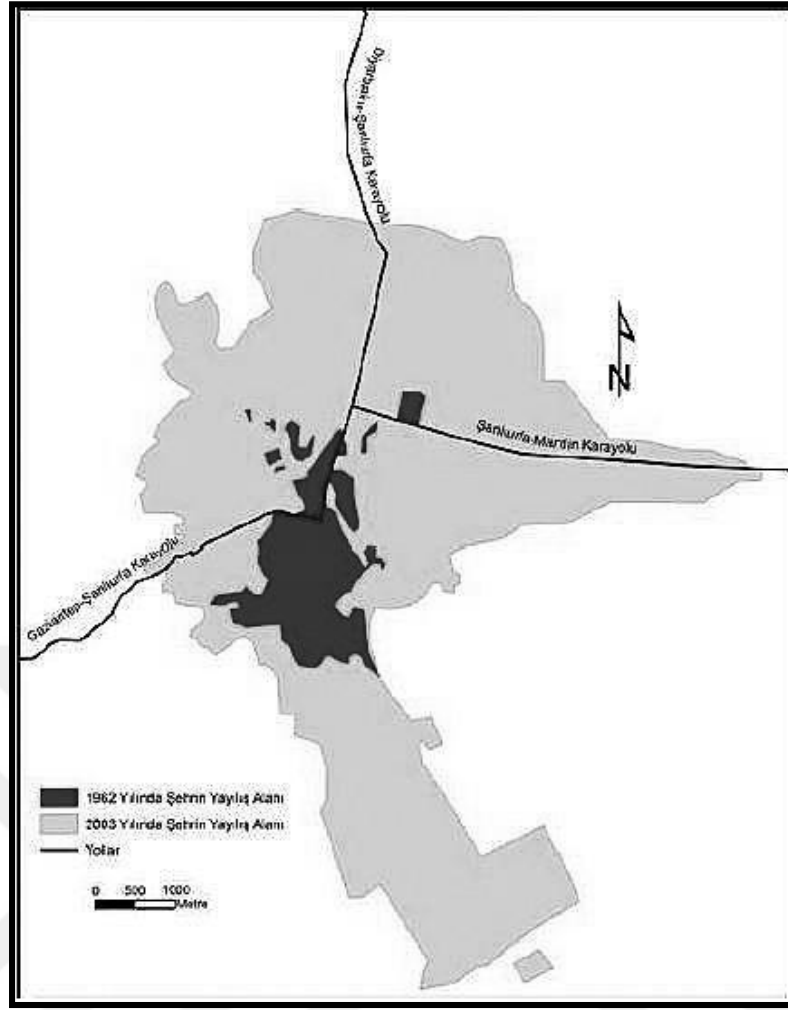 Diyarbakır-Şanlıurfa Karayolu
N
Şanlıurfa-Mardin Karayolu
Gaziantep-Şanlıurfa Karayolu
1962 Yılında Şehrin Yayılış Alanı
2003 Yılında Şehrin Yayılış Alanı
Yollar
0 500 1000
Metre